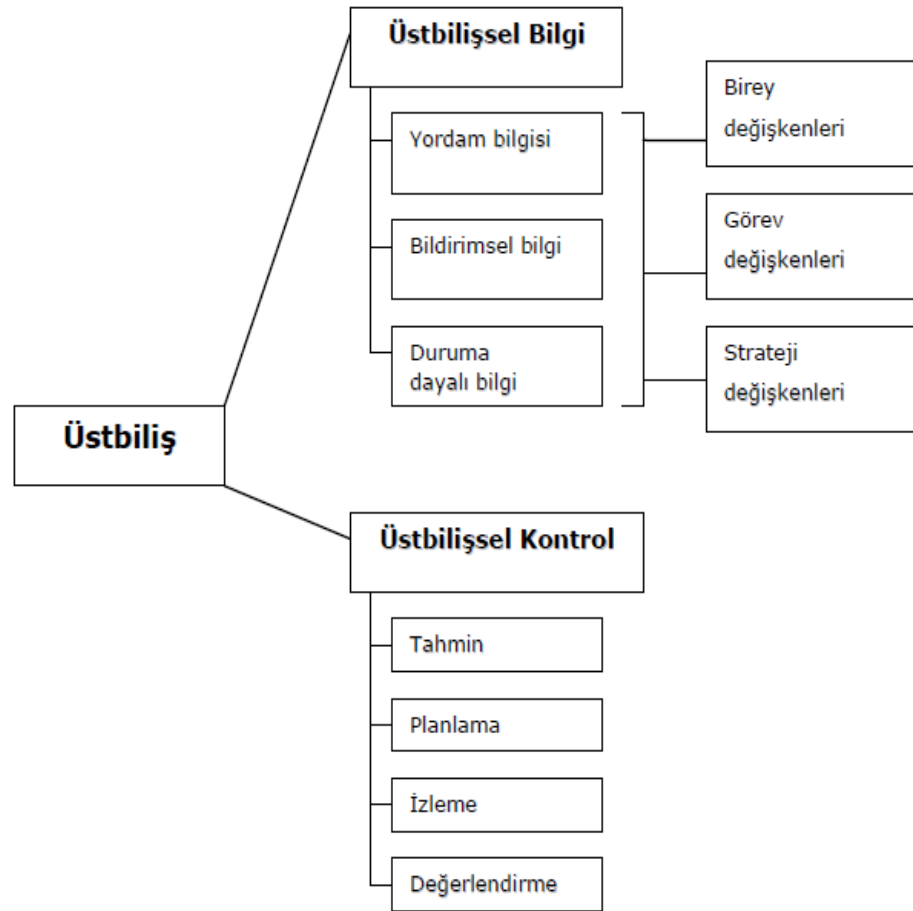 Üstbilişsel Bilgi
Yordam bilgisi
Bildirimsel bilgi
Duruma
dayalı bilgi
Birey
değişkenleri
Görev
değişkenleri
Strateji
değişkenleri
Üstbiliş
Üstbilişsel Kontrol
Tahmin
Planlama
İzleme
Değerlendirme